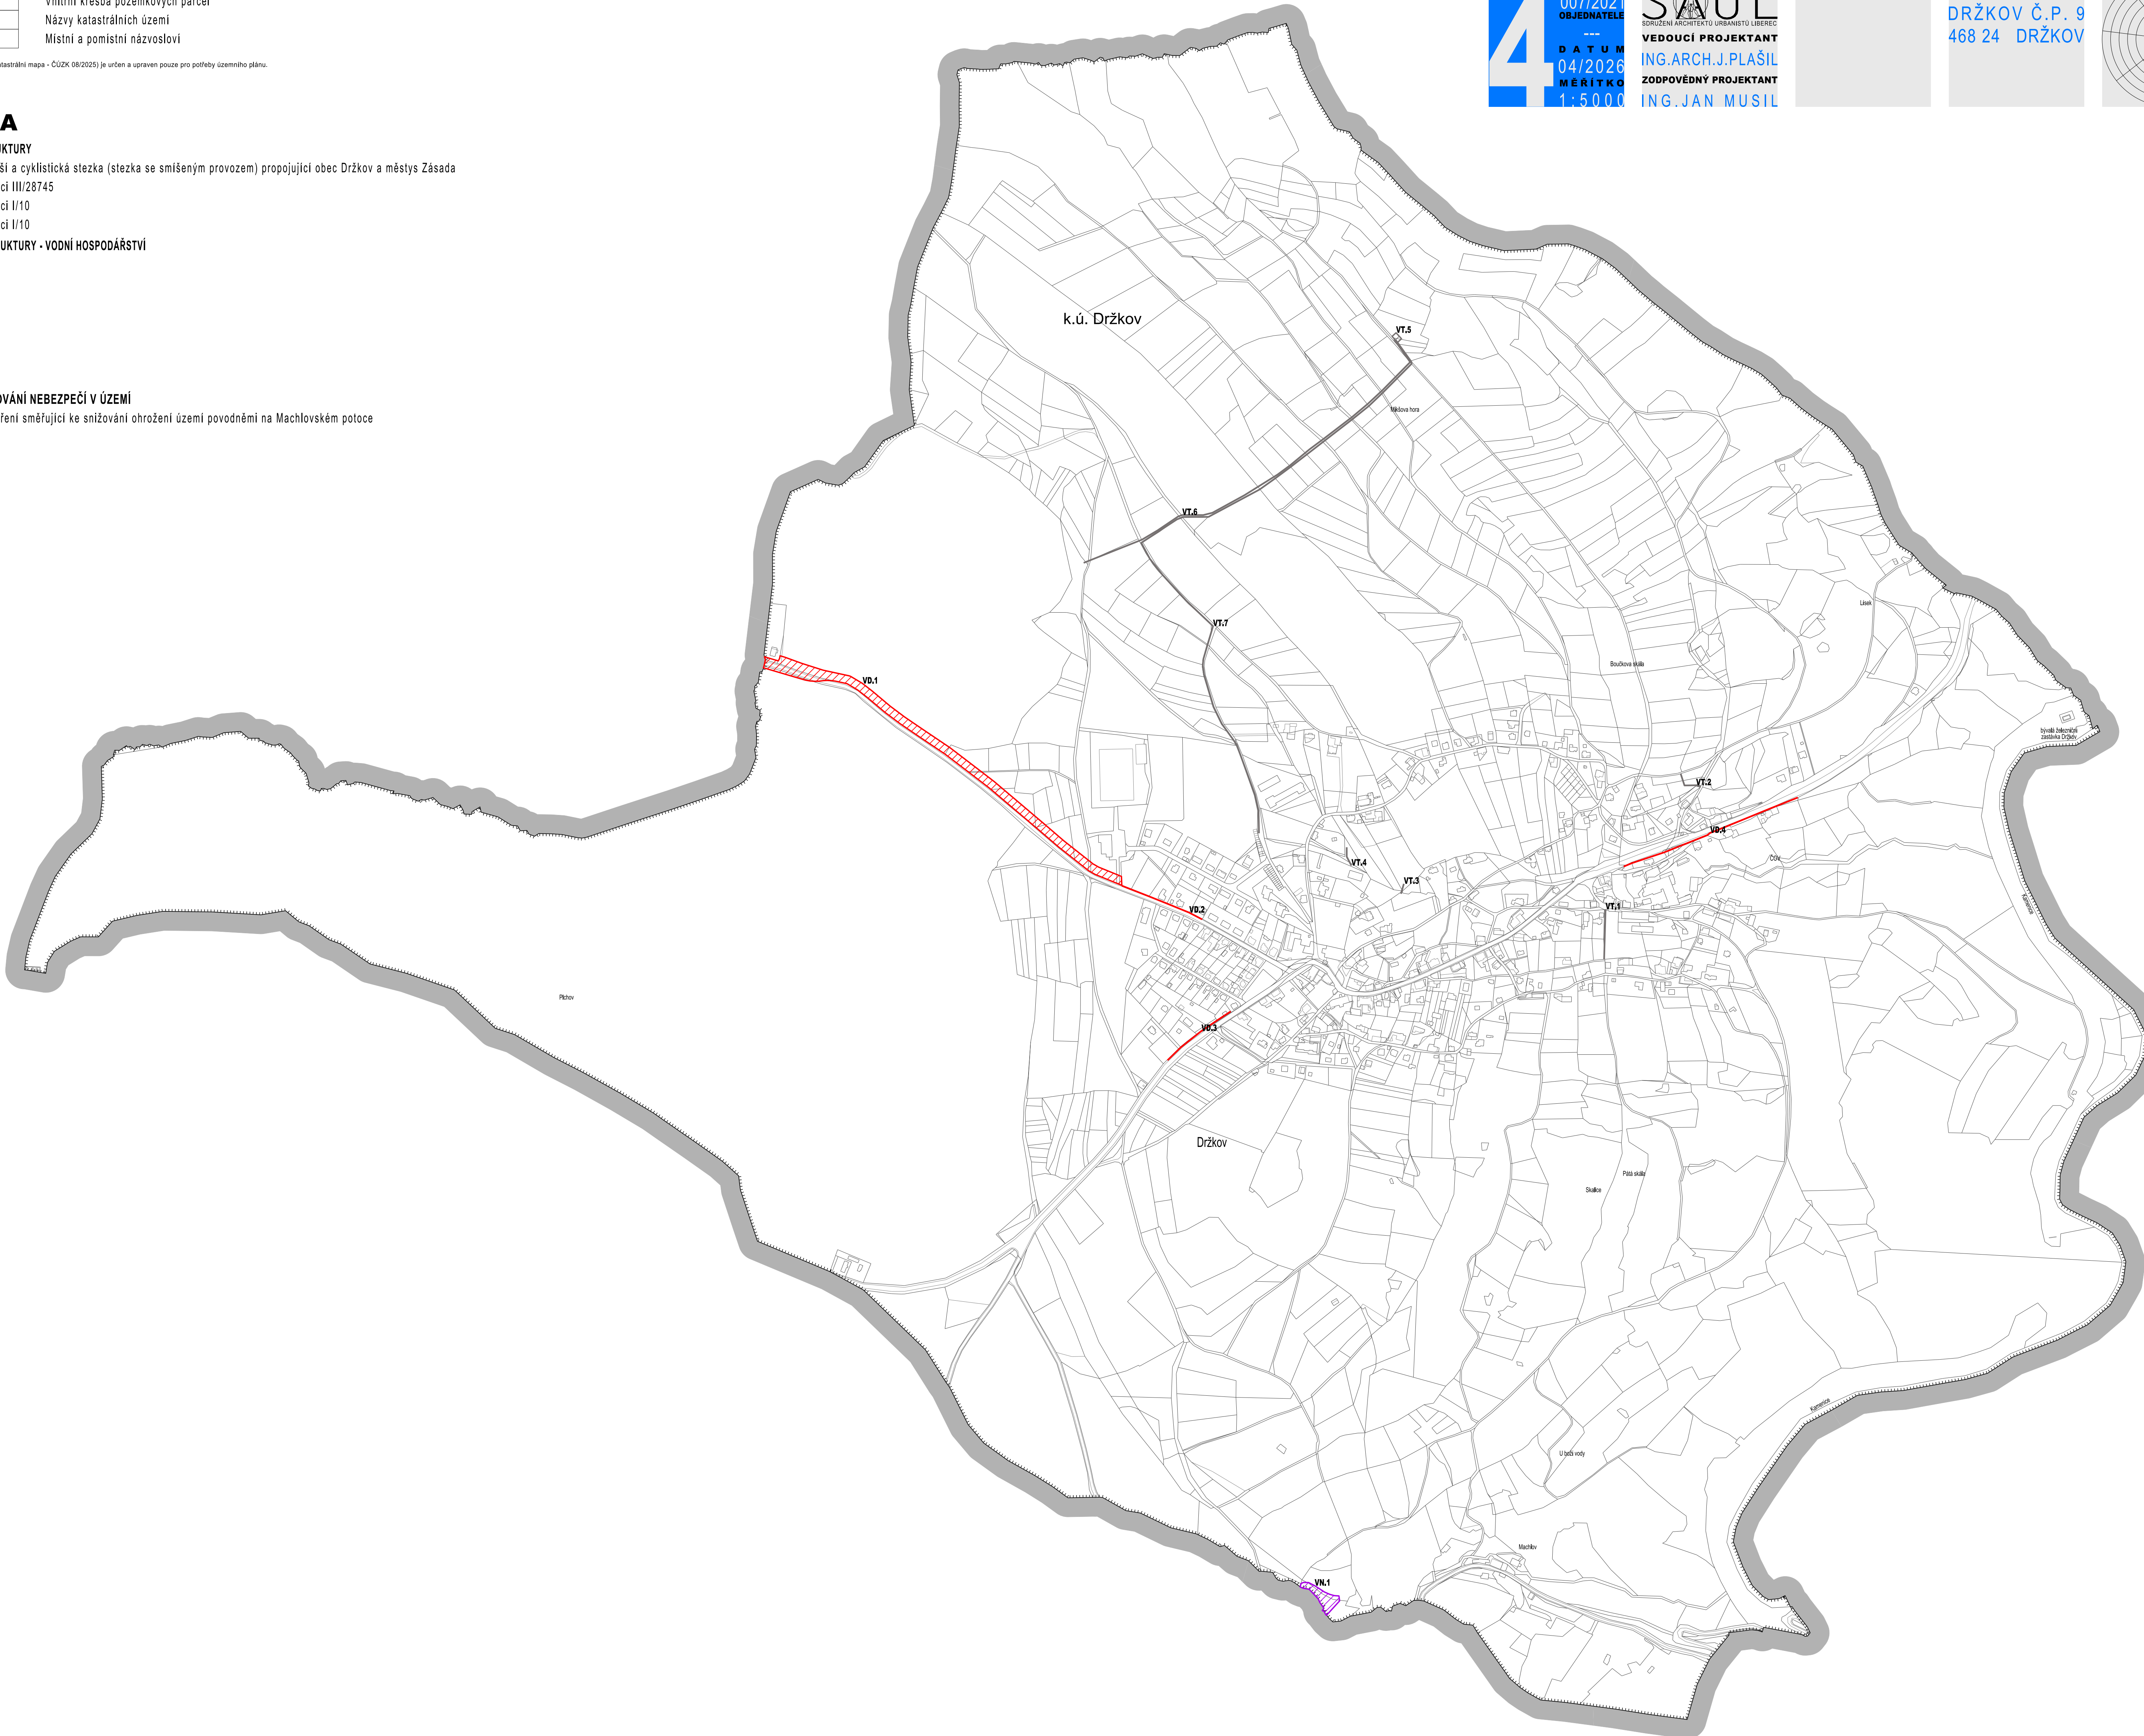 Vnitřní kresba pozemkových parcel
Názvy katastrálních území
Místní a pomístní názvosloví
tastrální mapa - ČÚZK 08/2025) je určen a upraven pouze pro potřeby územního plánu.
A
UKTURY
ší a cyklistická stezka (stezka se smíšeným provozem) propojující obec Držkov a městys Zásada
ci III/28745
ci I/10
ci I/10
UKTURY - VODNÍ HOSPODÁŘSTVÍ
OVÁNÍ NEBEZPEČÍ V ÚZEMÍ
ření směřující ke snižování ohrožení území povodněmi na Machlovském potoce
4
007/2021
OBJEDNATELE
---
DATUM
04/2026
MĚŘÍTKO
1:5000
SAUL
SDRUŽENÍ ARCHITEKTŮ URBANISTŮ LIBEREC
VEDOUCÍ PROJEKTANT
ING.ARCH.J.PLAŠIL
ZODPOVĚDNÝ PROJEKTANT
ING.JAN MUSIL
DRŽKOV Č.P. 9
468 24 DRŽKOV
k.ú. Držkov
VT.5
Mikšova hora
VT.6
VT.7
Lísek
Boučkova skála
VD.1
bývalá železniční
zastávka Držkov
VT.2
VD.4
ČOV
VT.4
VT.3
VD.2
VT.1
Kamenice
Plchov
VD.3
Držkov
Pátá skála
Skalice
Kamenice
U boží vody
Machlov
VN.1